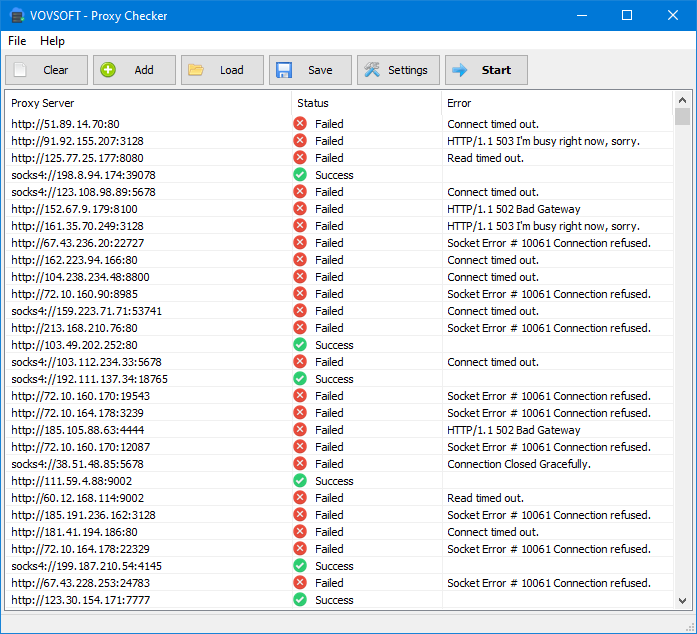 VOVSOFT - Proxy Checker
File Help
Clear Add Load Save Settings Start
Proxy Server Status Error
http://51.89.14.70:80 Failed Connect timed out.
http://91.92.155.207:3128 Failed HTTP/1.1 503 I'm busy right now, sorry.
http://125.77.25.177:8080 Failed Read timed out.
socks4://198.8.94.174:39078 Success
socks4://123.108.98.89:5678 Failed Connect timed out.
http://152.67.9.179:8100 Failed HTTP/1.1 502 Bad Gateway
http://161.35.70.249:3128 Failed HTTP/1.1 503 I'm busy right now, sorry.
http://67.43.236.20:22727 Failed Socket Error # 10061 Connection refused.
http://162.223.94.166:80 Failed Connect timed out.
http://104.238.234.48:8800 Failed Connect timed out.
http://72.10.160.90:8985 Failed Socket Error # 10061 Connection refused.
socks4://159.223.71.71:53741 Failed Connect timed out.
http://213.168.210.76:80 Failed Socket Error # 10061 Connection refused.
http://103.49.202.252:80 Success
socks4://103.112.234.33:5678 Failed Connect timed out.
socks4://192.111.137.34:18765 Success
http://72.10.160.170:19543 Failed Socket Error # 10061 Connection refused.
http://72.10.164.178:3239 Failed Socket Error # 10061 Connection refused.
http://185.105.88.63:4444 Failed HTTP/1.1 502 Bad Gateway
http://72.10.160.170:12087 Failed Socket Error # 10061 Connection refused.
socks4://38.51.48.85:5678 Failed Connection Closed Gracefully.
http://111.59.4.88:9002 Success
http://60.12.168.114:9002 Failed Read timed out.
http://185.191.236.162:3128 Failed Socket Error # 10061 Connection refused.
http://181.41.194.186:80 Failed Connect timed out.
http://72.10.164.178:22329 Failed Socket Error # 10061 Connection refused.
socks4://199.187.210.54:4145 Success
http://67.43.228.253:24783 Failed Socket Error # 10061 Connection refused.
http://123.30.154.171:7777 Success